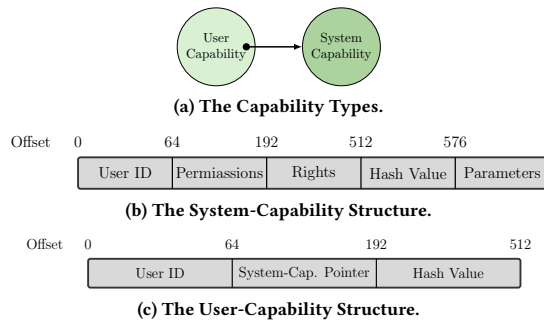 User
Capability
System
Capability
(a) The Capability Types.
Offset 0 64 192 512 576
User ID Permiassions Rights Hash Value Parameters
(b) The System-Capability Structure.
Offset 0 64 192 512
User ID System-Cap. Pointer Hash Value
(c) The User-Capability Structure.